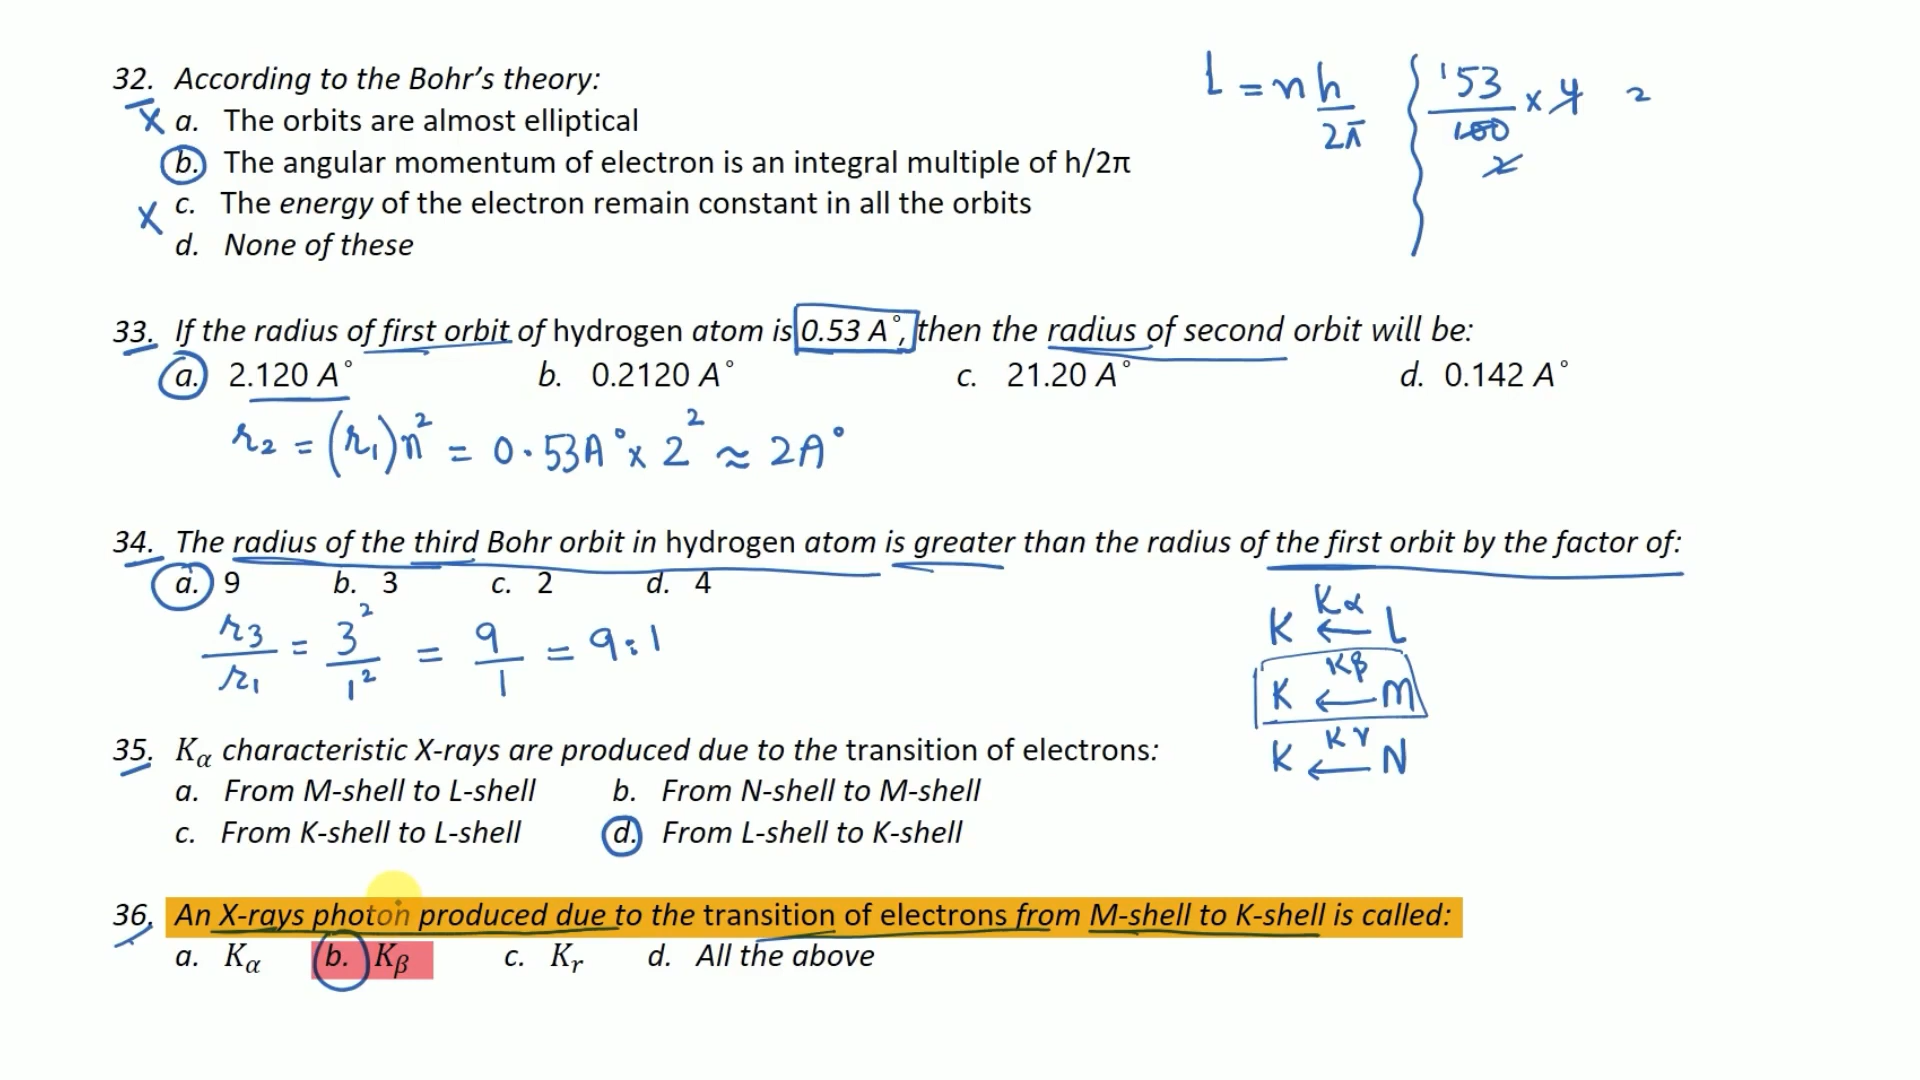 32. According to the Bohr's theory:
a. The orbits are almost elliptical
b. The angular momentum of electron is an integral multiple of h/2π
c. The energy of the electron remain constant in all the orbits
d. None of these
L = nh/2π
53/100 × 4
33. If the radius of first orbit of hydrogen atom is 0.53 A°, then the radius of second orbit will be:
a. 2.120 A° b. 0.2120 A° c. 21.20 A° d. 0.142 A°
r₂ = (r₁)n² = 0.53A° × 2² ≈ 2A°
34. The radius of the third Bohr orbit in hydrogen atom is greater than the radius of the first orbit by the factor of:
a. 9 b. 3 c. 2 d. 4
r₃/r₁ = 3²/1² = 9/1 = 9:1
K ← L Kα
K ← M Kβ
K ← N Kγ
35. Kα characteristic X-rays are produced due to the transition of electrons:
a. From M-shell to L-shell b. From N-shell to M-shell
c. From K-shell to L-shell d. From L-shell to K-shell
36. An X-rays photon produced due to the transition of electrons from M-shell to K-shell is called:
a. Kα b. Kβ c. Kr d. All the above